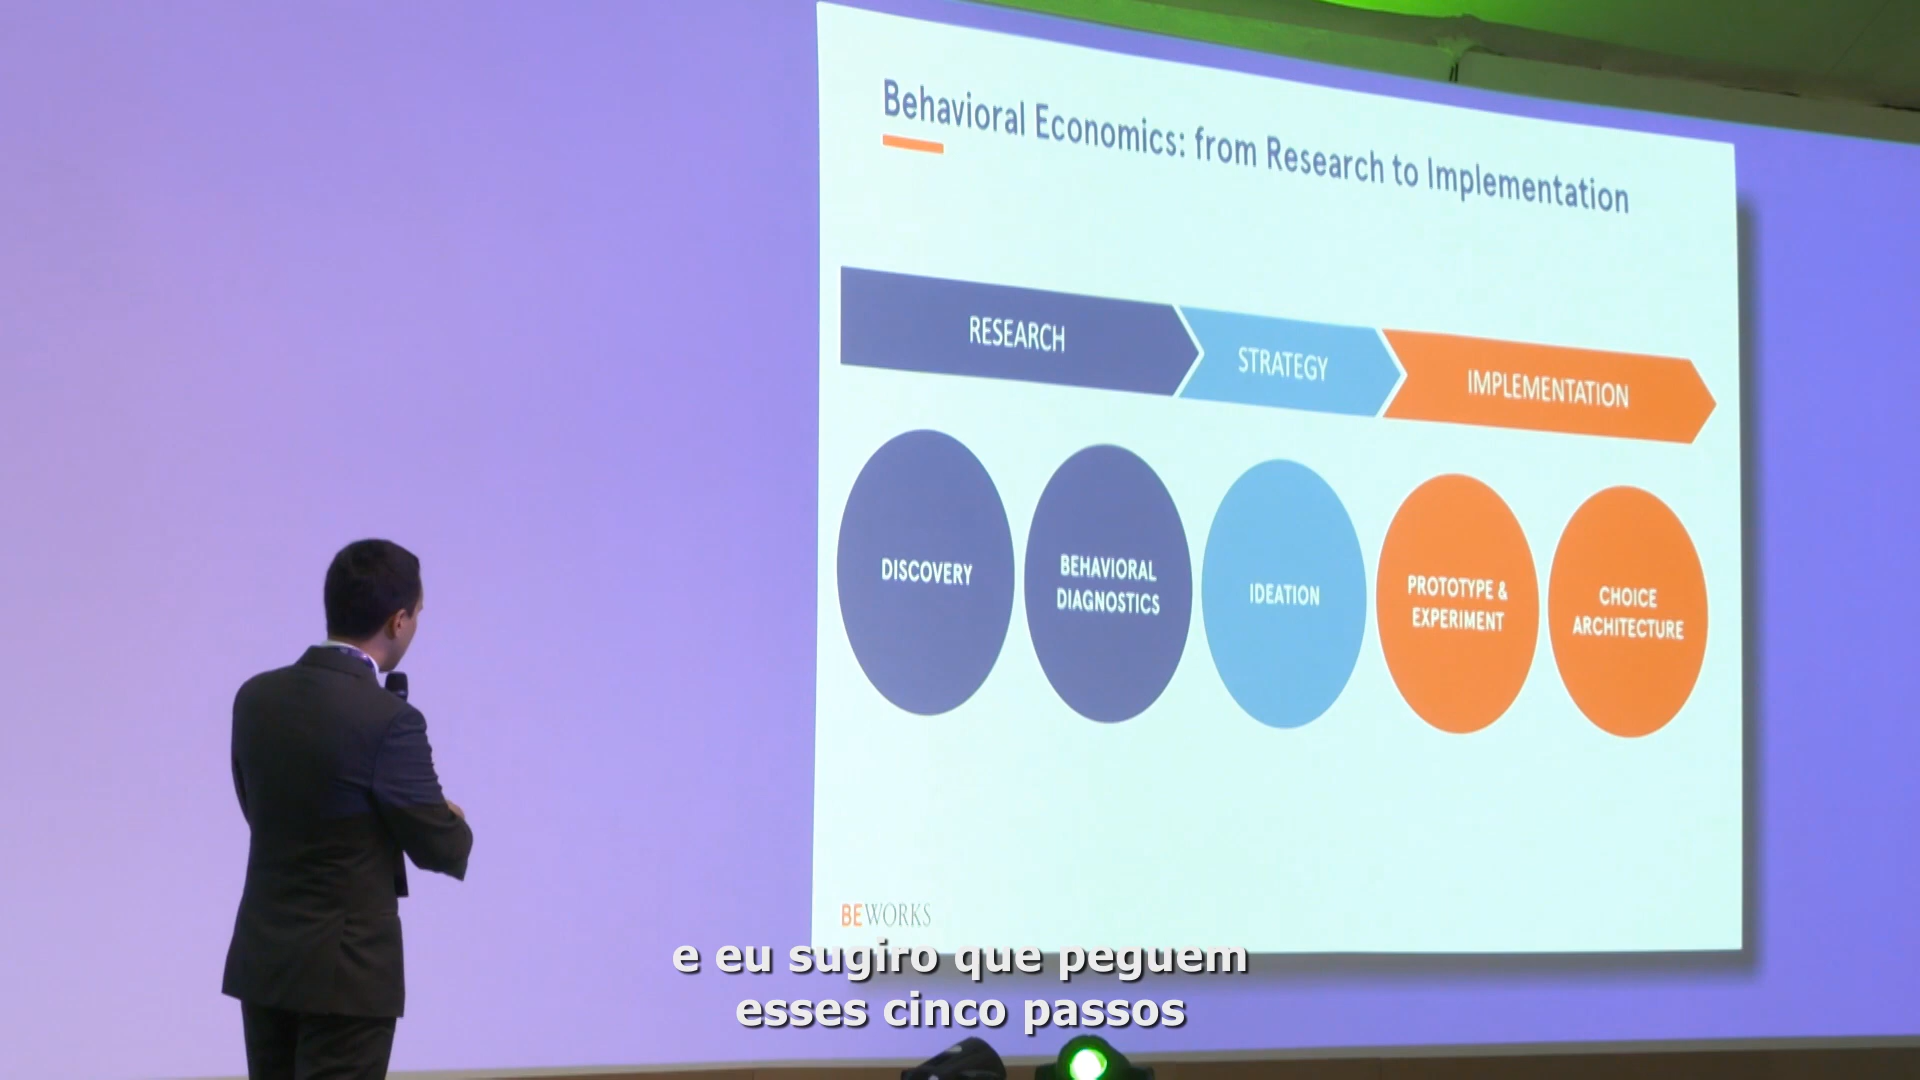 Behavioral Economics: from Research to Implementation
RESEARCH
STRATEGY
IMPLEMENTATION
DISCOVERY
BEHAVIORAL
DIAGNOSTICS
IDEATION
PROTOTYPE &
EXPERIMENT
CHOICE
ARCHITECTURE
BEWORKS
e eu sugiro que peguem
esses cinco passos